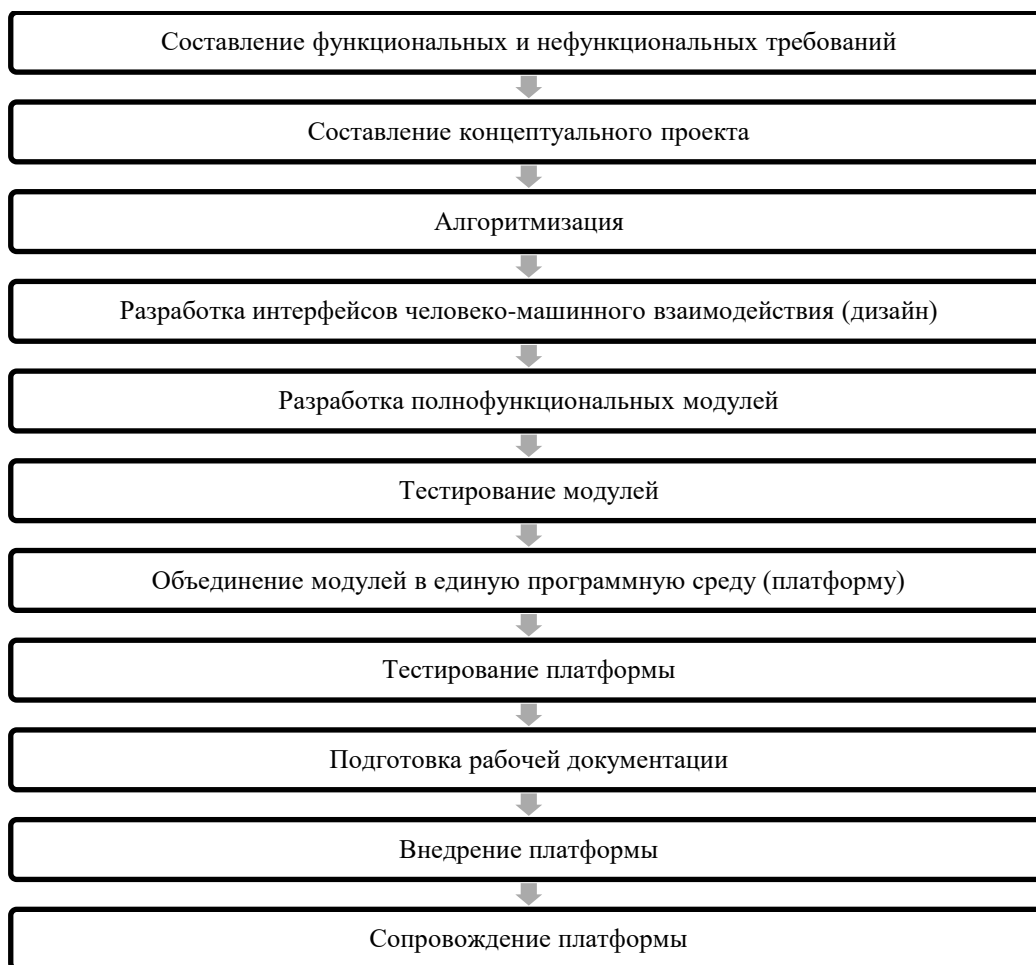 Составление функциональных и нефункциональных требований
Составление концептуального проекта
Алгоритмизация
Разработка интерфейсов человеко-машинного взаимодействия (дизайн)
Разработка полнофункциональных модулей
Тестирование модулей
Объединение модулей в единую программную среду (платформу)
Тестирование платформы
Подготовка рабочей документации
Внедрение платформы
Сопровождение платформы